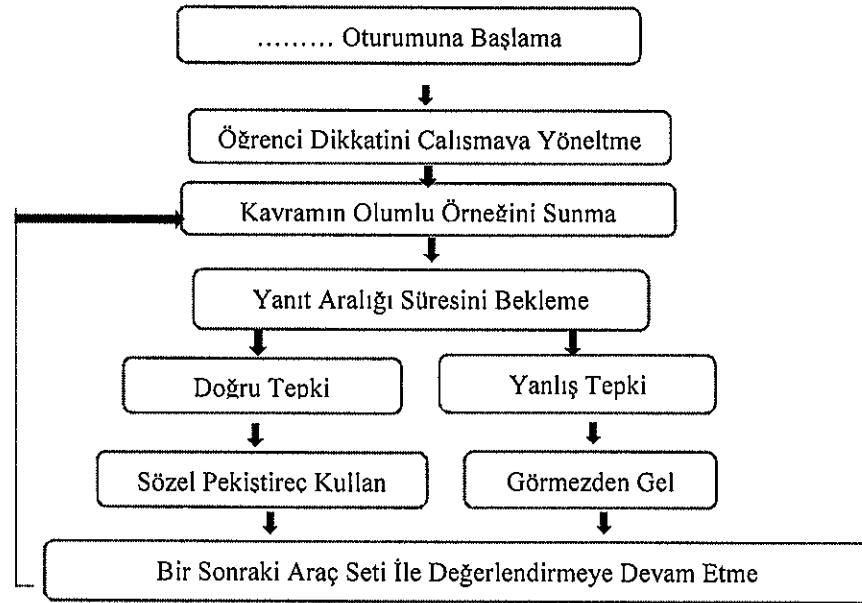 ……… Oturumuna Başlama
Öğrenci Dikkatini Calısmava Yöneltme
Kavramın Olumlu Örneğini Sunma
Yanıt Aralığı Süresini Bekleme
Doğru Tepki
Yanlış Tepki
Sözel Pekiştireç Kullan
Görmezden Gel
Bir Sonraki Araç Seti İle Değerlendirmeye Devam Etme